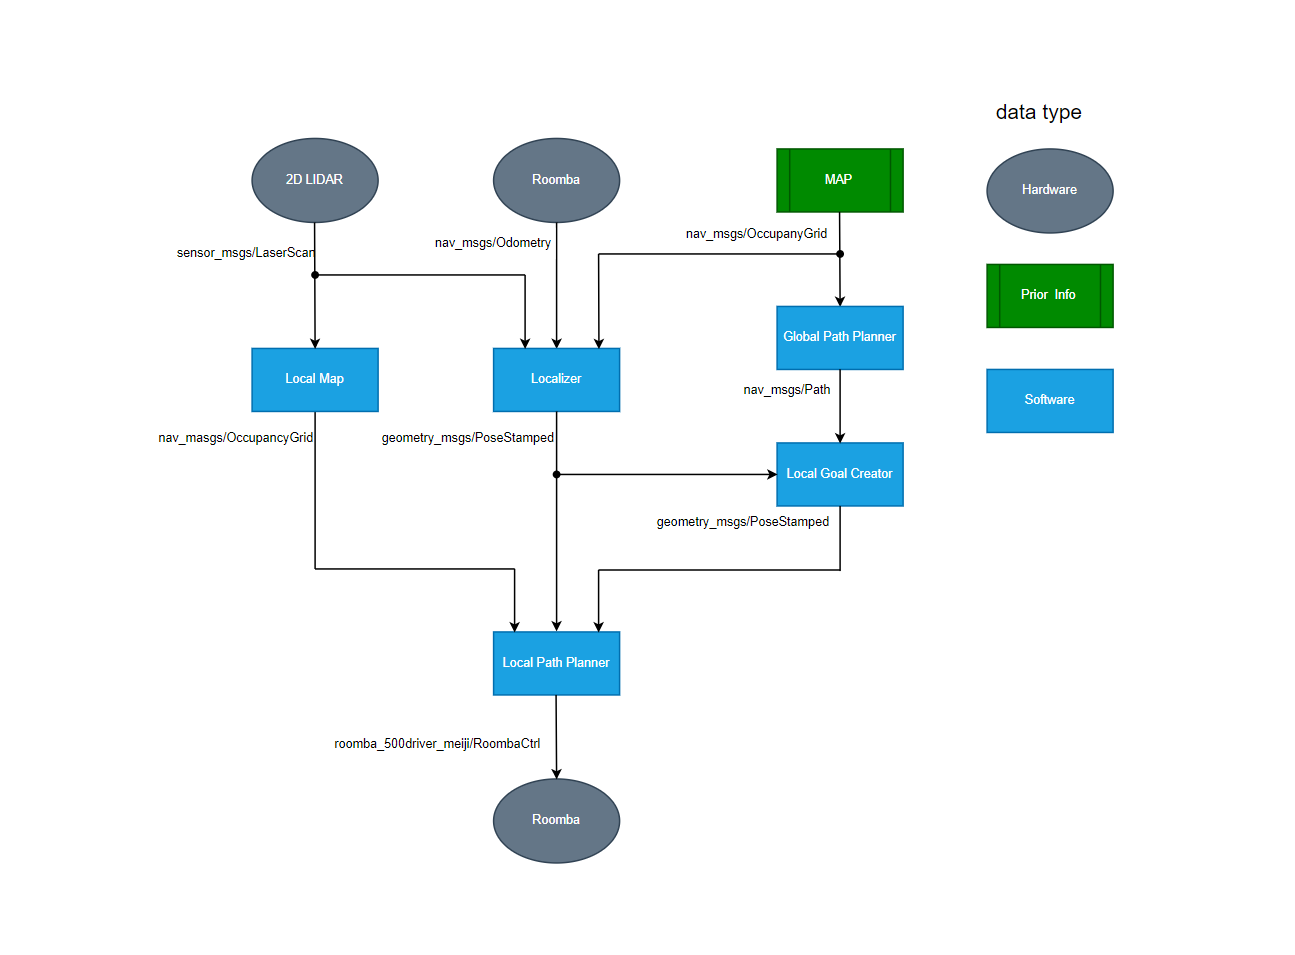 data type
2D LIDAR
Roomba
MAP
Hardware
nav_msgs/OccupanyGrid
nav_msgs/Odometry
sensor_msgs/LaserScan
Prior  Info
Global Path Planner
Local Map
Localizer
nav_msgs/Path
Software
nav_masgs/OccupancyGrid
geometry_msgs/PoseStamped
Local Goal Creator
geometry_msgs/PoseStamped
Local Path Planner
roomba_500driver_meiji/RoombaCtrl
Roomba